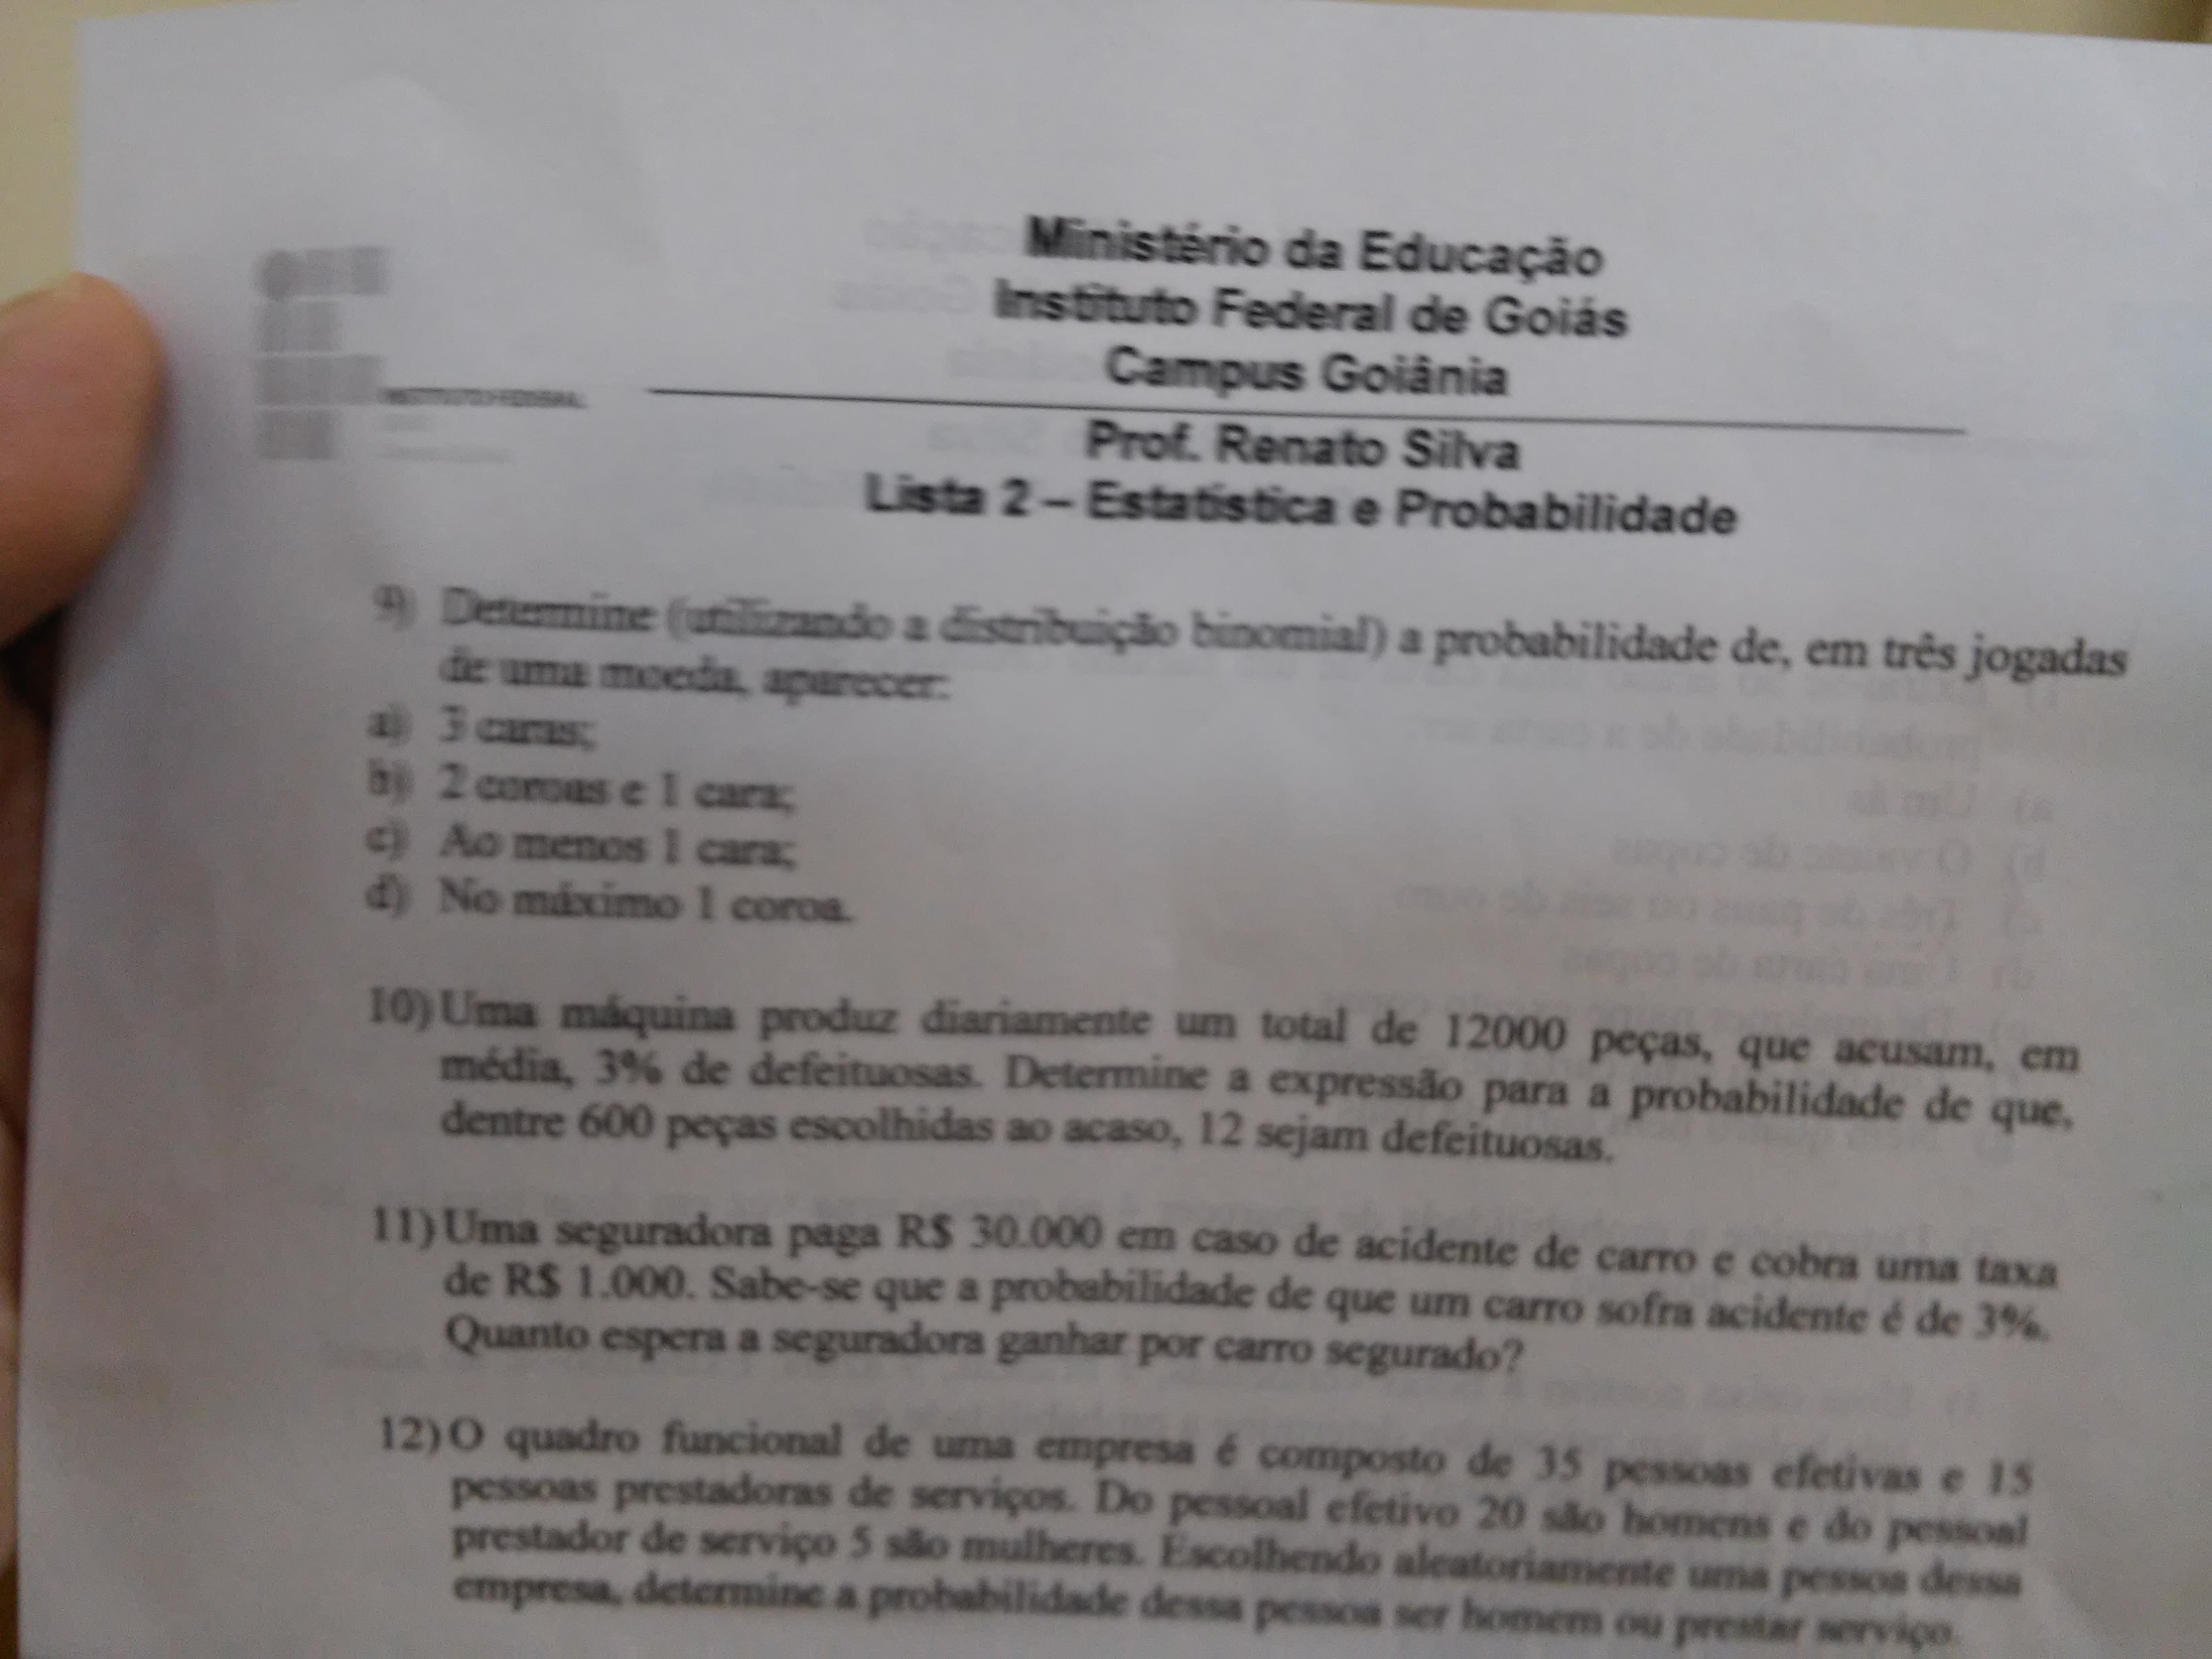 Ministério da Educação
Instituto Federal de Goiás
Campus Goiânia
INSTITUTO FEDERAL
Prof. Renato Silva
Lista 2 – Estatística e Probabilidade
9) Determine (utilizando a distribuição binomial) a probabilidade de, em três jogadas
de uma moeda, aparecer:
a) 3 caras;
b) 2 coroas e 1 cara;
c) Ao menos 1 cara;
d) No máximo 1 coroa.
10) Uma máquina produz diariamente um total de 12000 peças, que acusam, em
média, 3% de defeituosas. Determine a expressão para a probabilidade de que,
dentre 600 peças escolhidas ao acaso, 12 sejam defeituosas.
11) Uma seguradora paga R$ 30.000 em caso de acidente de carro e cobra uma taxa
de R$ 1.000. Sabe-se que a probabilidade de que um carro sofra acidente é de 3%.
Quanto espera a seguradora ganhar por carro segurado?
12) O quadro funcional de uma empresa é composto de 35 pessoas efetivas e 15
pessoas prestadoras de serviços. Do pessoal efetivo 20 são homens e do pessoal
prestador de serviço 5 são mulheres. Escolhendo aleatoriamente uma pessoa dessa
empresa, determine a probabilidade dessa pessoa ser homem ou prestar serviço.